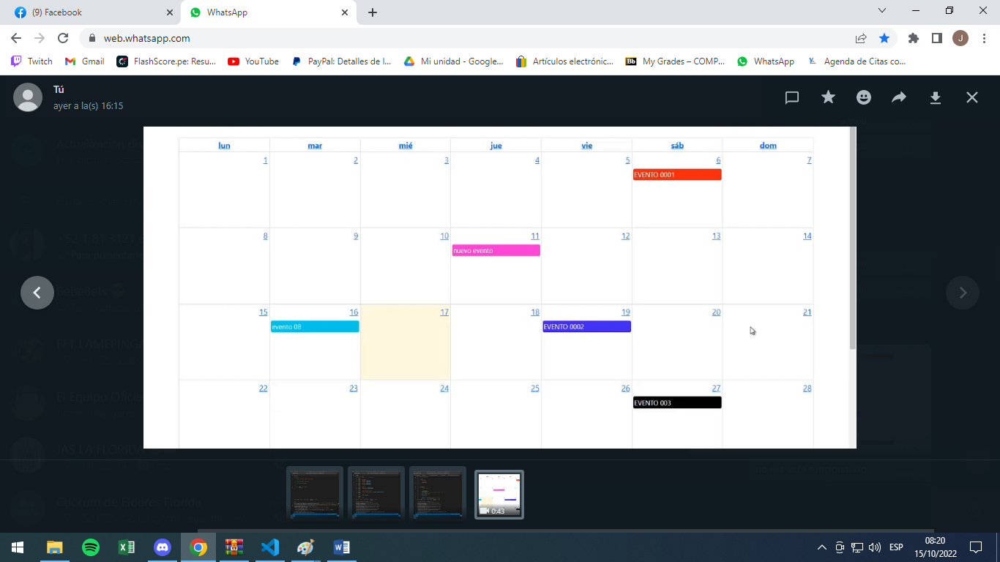 (9) Facebook
WhatsApp
web.whatsapp.com
J
Twitch
Gmail
FlashScore.pe: Resu...
YouTube
PayPal: Detalles de l...
Mi unidad - Google...
Artículos electrónic...
Bb
My Grades – COMP...
WhatsApp
Agenda de Citas co...
Tú
ayer a la(s) 16:15
lun mar mié jue vie sáb dom
1 2 3 4 5 6 7
EVENTO 0001
8 9 10 11 12 13 14
nuevo evento
15 16 17 18 19 20 21
evento 08
EVENTO 0002
22 23 24 25 26 27 28
EVENTO 003
0:43
ESP
08:20
15/10/2022